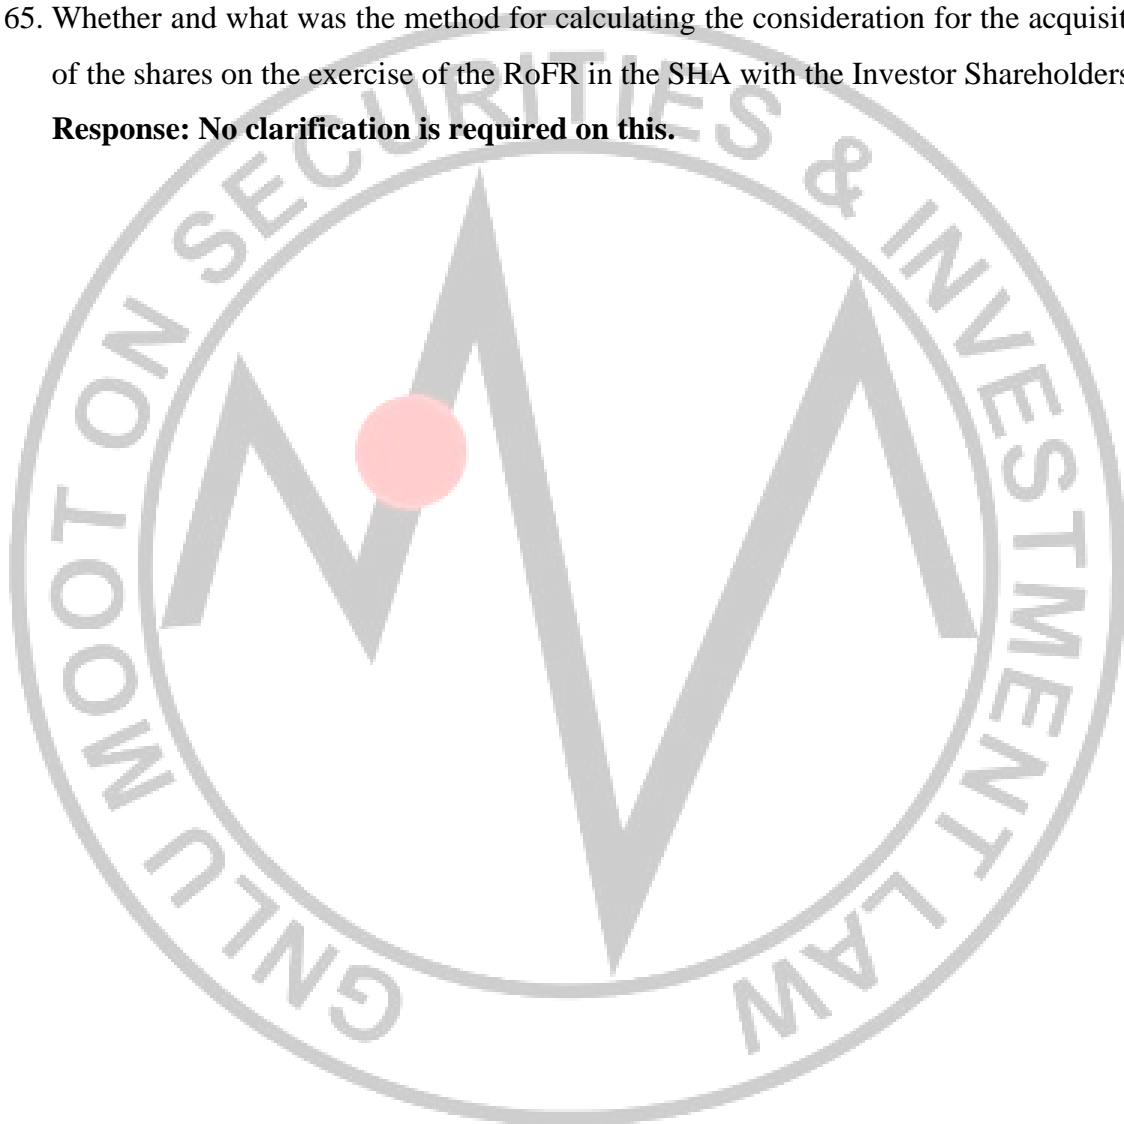 65. Whether and what was the method for calculating the consideration for the acquisit
of the shares on the exercise of the RoFR in the SHA with the Investor Shareholders
Response: No clarification is required on this.
GNLU MOOT ON SECURITIES & INVESTMENT LAW